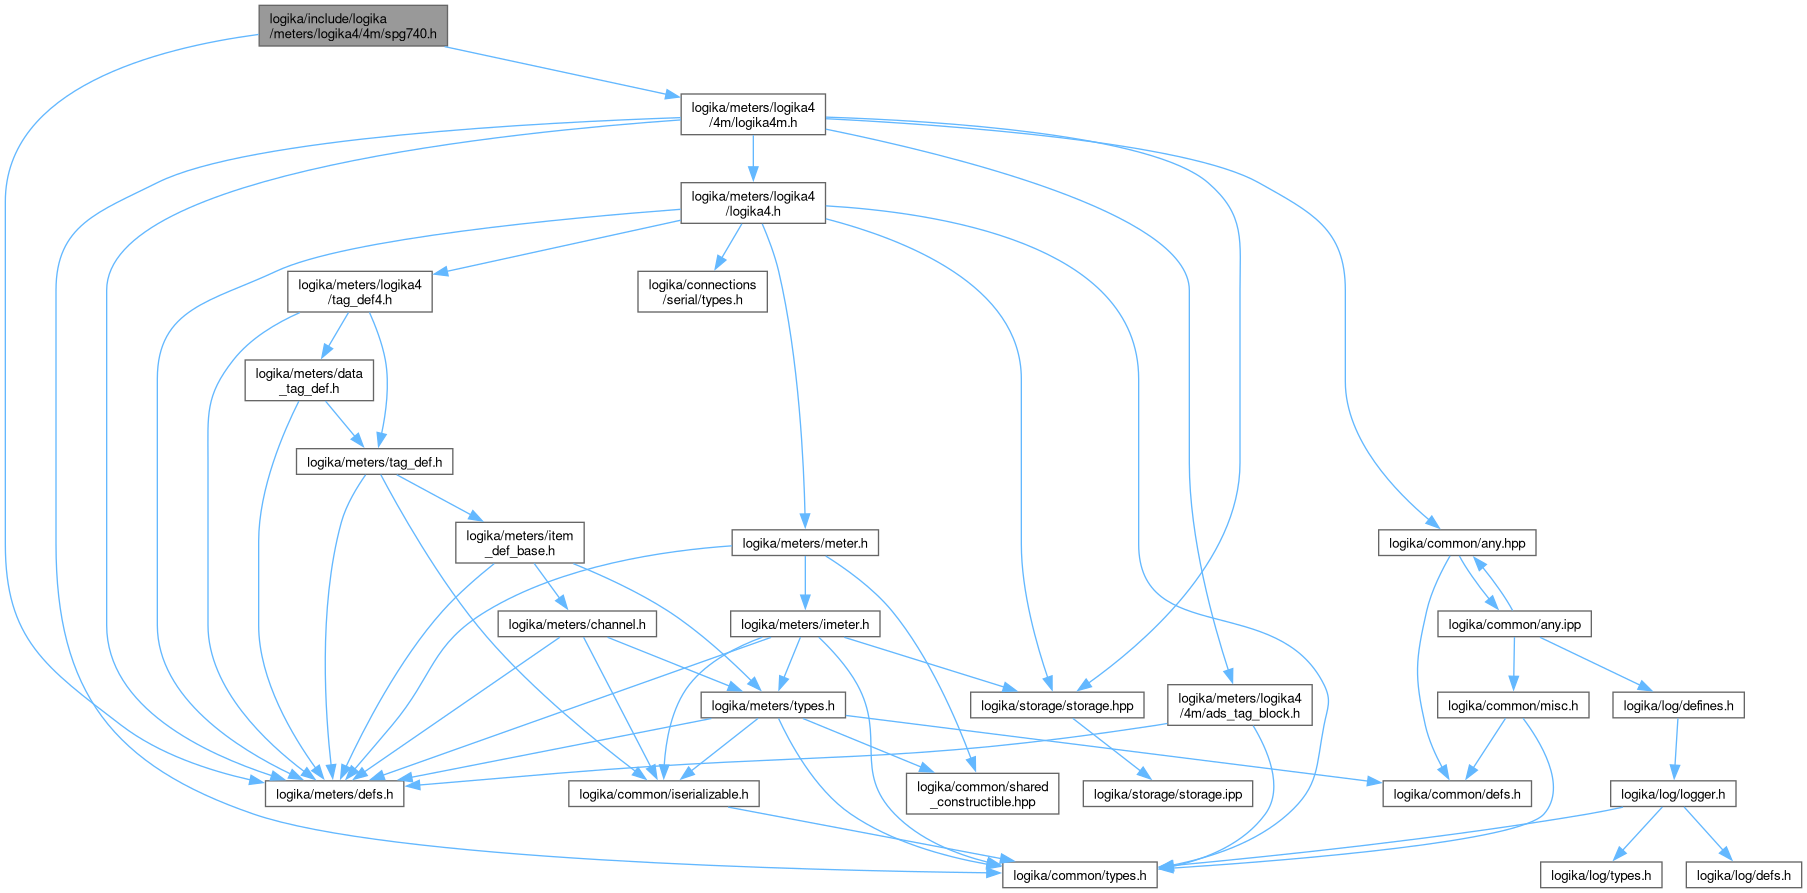 logika/include/logika
/meters/logika4/4m/spg740.h
logika/meters/logika4
/4m/logika4m.h
logika/meters/logika4
/logika4.h
logika/meters/logika4
/tag_def4.h
logika/connections
/serial/types.h
logika/meters/data
_tag_def.h
logika/meters/tag_def.h
logika/meters/item
_def_base.h
logika/meters/meter.h
logika/common/any.hpp
logika/meters/channel.h
logika/meters/imeter.h
logika/common/any.ipp
logika/meters/types.h
logika/storage/storage.hpp
logika/meters/logika4
/4m/ads_tag_block.h
logika/common/misc.h
logika/log/defines.h
logika/meters/defs.h
logika/common/iserializable.h
logika/common/shared
_constructible.hpp
logika/storage/storage.ipp
logika/common/defs.h
logika/log/logger.h
logika/common/types.h
logika/log/types.h
logika/log/defs.h